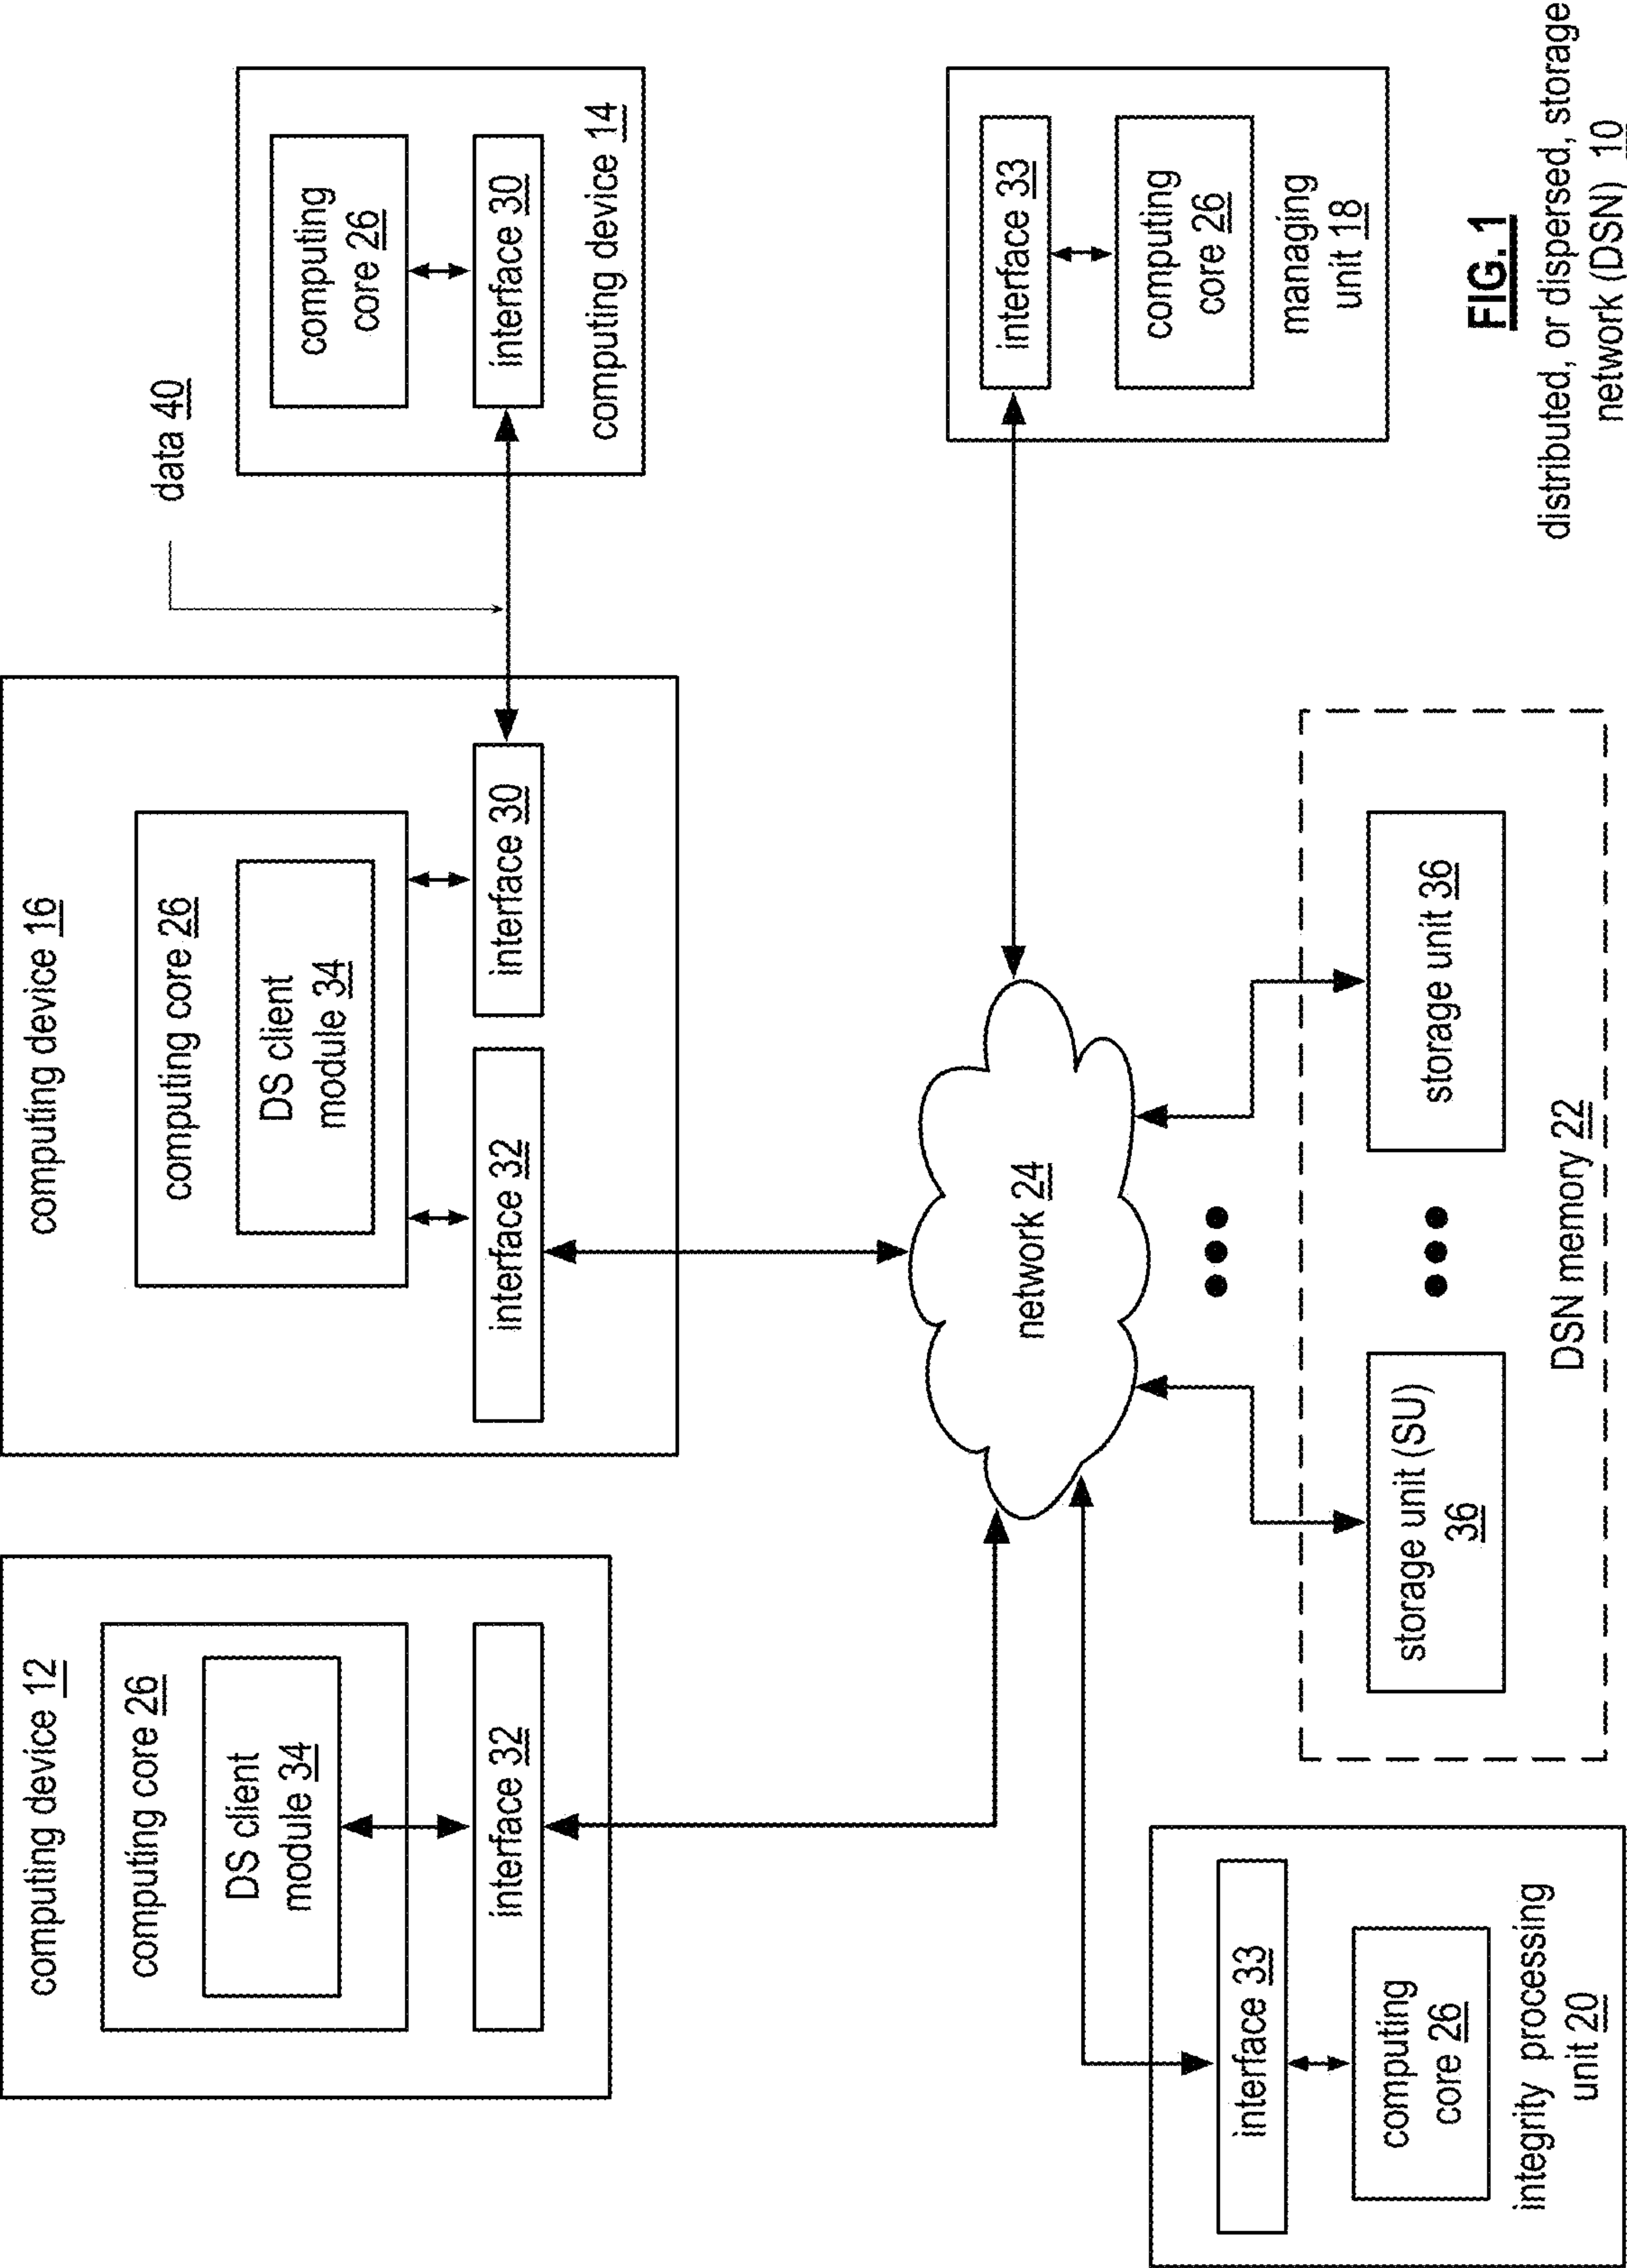 computing device 12
computing core 26
DS client
module 34
interface 32
computing device 16
computing core 26
DS client
module 34
interface 32
interface 30
data 40
computing
core 26
interface 30
computing device 14
network 24
interface 33
computing
core 26
managing
unit 18
interface 33
computing
core 26
integrity processing
unit 20
storage unit (SU)
36
storage unit 36
DSN memory 22
FIG. 1
distributed, or dispersed, storage
network (DSN) 10